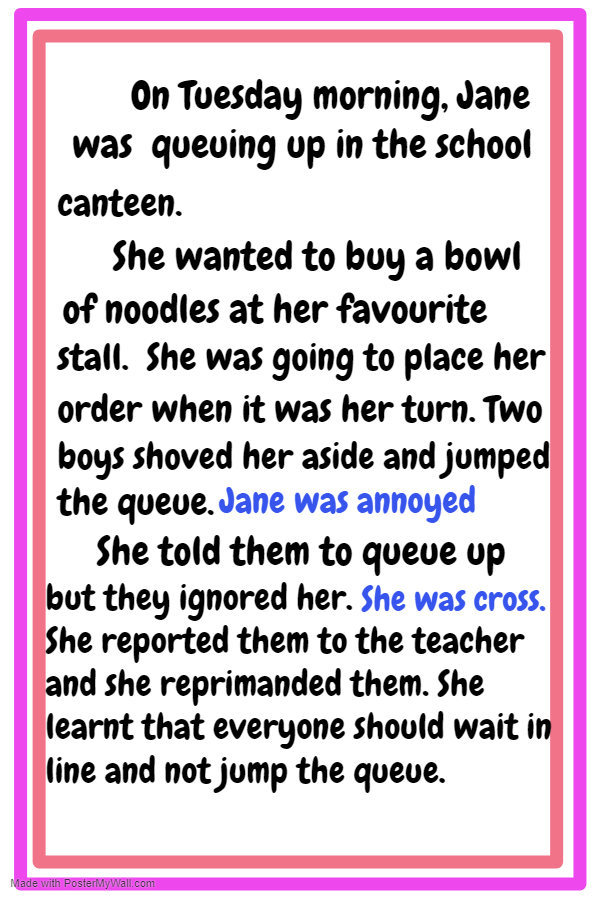 On Tuesday morning, Jane
was queuing up in the school
canteen.
She wanted to buy a bowl
of noodles at her favourite
stall. She was going to place her
order when it was her turn. Two
boys shoved her aside and jumped
the queue. Jane was annoyed
She told them to queue up
but they ignored her. She was cross.
She reported them to the teacher
and she reprimanded them. She
learnt that everyone should wait in
line and not jump the queue.
Made with PosterMyWall.com